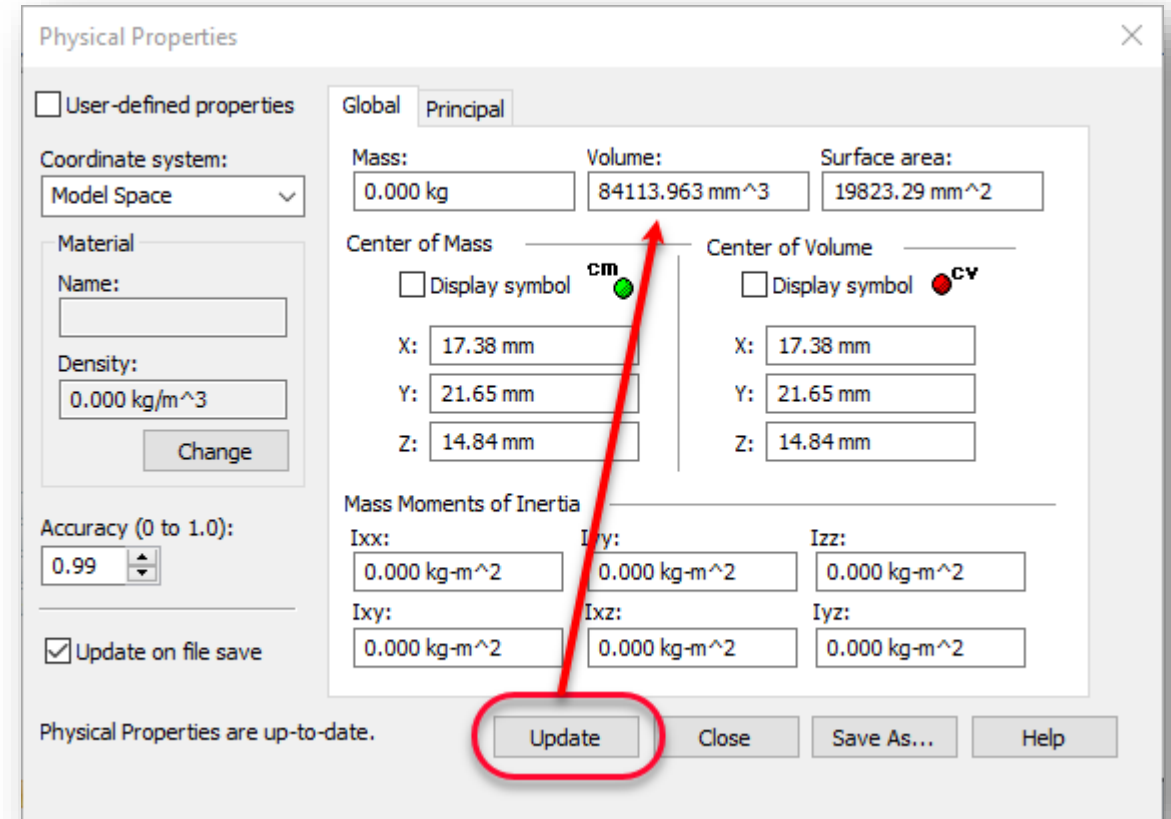 Physical Properties
User-defined properties
Coordinate system:
Model Space
Material
Name:
Density:
0.000 kg/m^3
Change
Accuracy (0 to 1.0):
0.99
Update on file save
Global Principal
Mass: Volume: Surface area:
0.000 kg 84113.963 mm^3 19823.29 mm^2
Center of Mass Center of Volume
Display symbol cm Display symbol cv
X: 17.38 mm X: 17.38 mm
Y: 21.65 mm Y: 21.65 mm
Z: 14.84 mm Z: 14.84 mm
Mass Moments of Inertia
Ixx: Iyy: Izz:
0.000 kg-m^2 0.000 kg-m^2 0.000 kg-m^2
Ixy: Ixz: Iyz:
0.000 kg-m^2 0.000 kg-m^2 0.000 kg-m^2
Physical Properties are up-to-date. Update Close Save As... Help